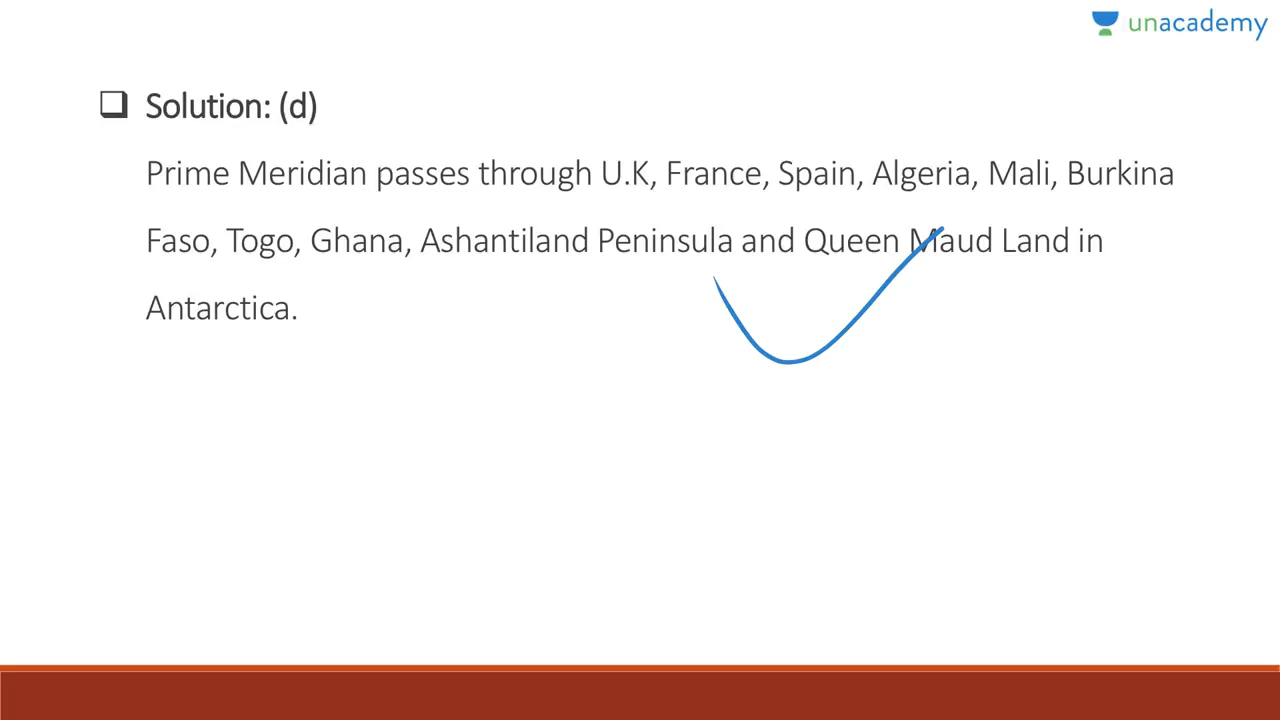 unacademy
Solution: (d)
Prime Meridian passes through U.K, France, Spain, Algeria, Mali, Burkina
Faso, Togo, Ghana, Ashantiland Peninsula and Queen Maud Land in
Antarctica.